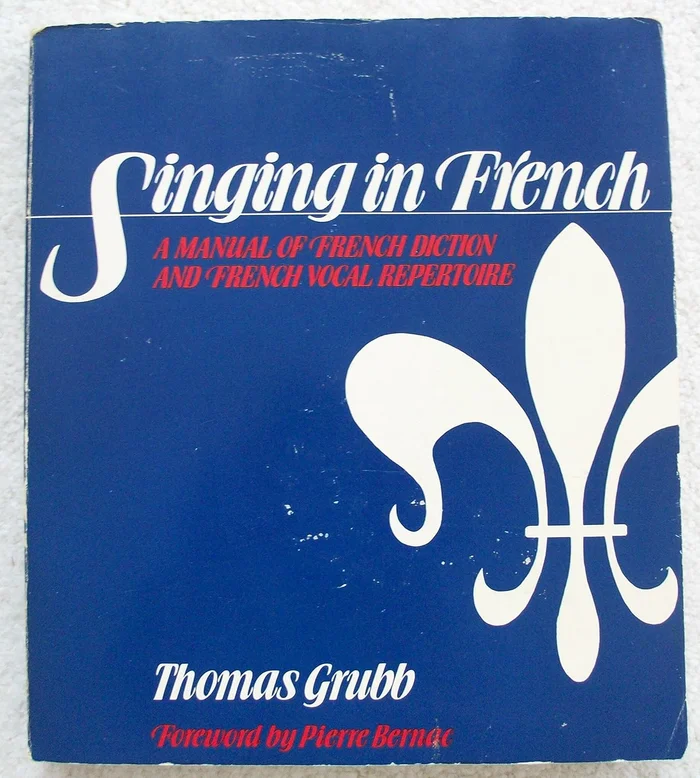 Singing in French
A MANUAL OF FRENCH DICTION
AND FRENCH VOCAL REPERTOIRE
Thomas Grubb
Foreword by Pierre Bernac